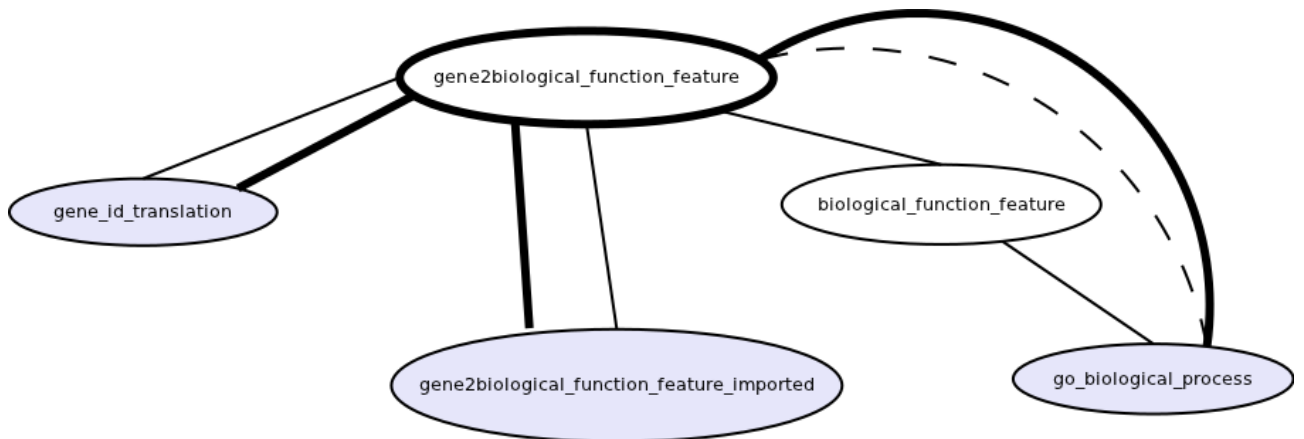 gene2biological_function_feature
biological_function_feature
gene_id_translation
go_biological_process
gene2biological_function_feature_imported